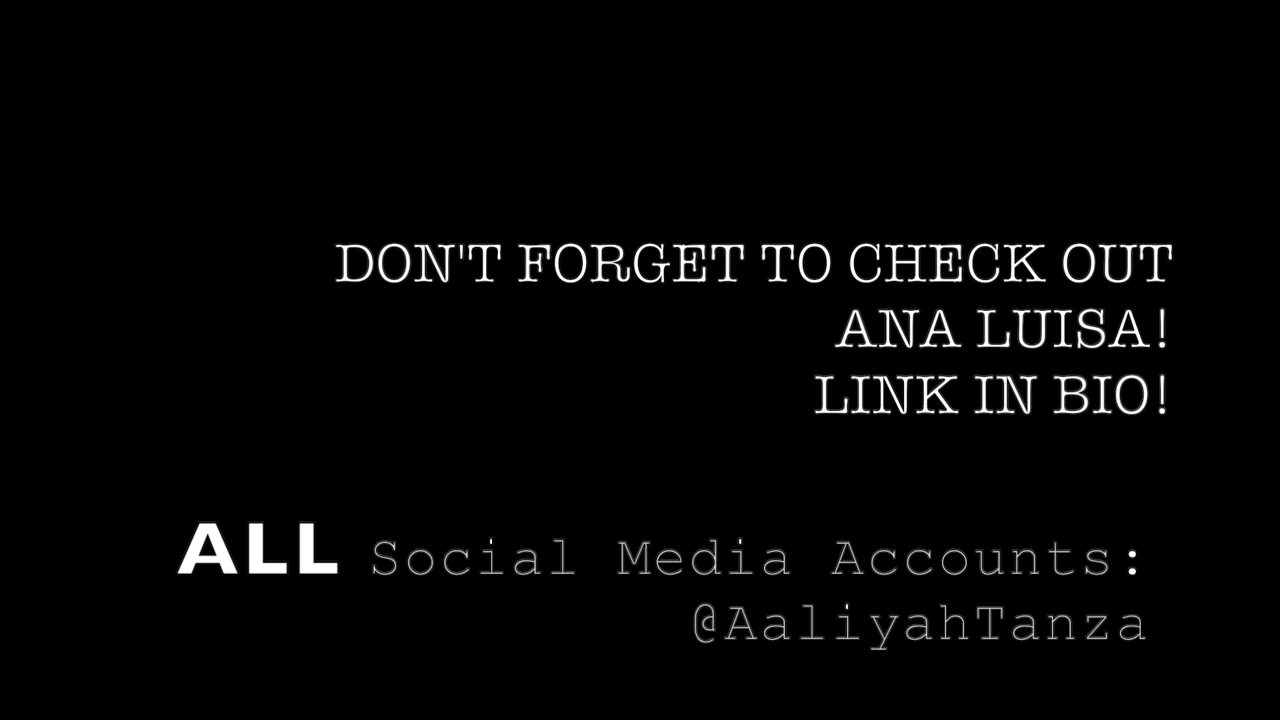 DON'T FORGET TO CHECK OUT
ANA LUISA!
LINK IN BIO!
ALL Social Media Accounts:
@AaliyahTanza